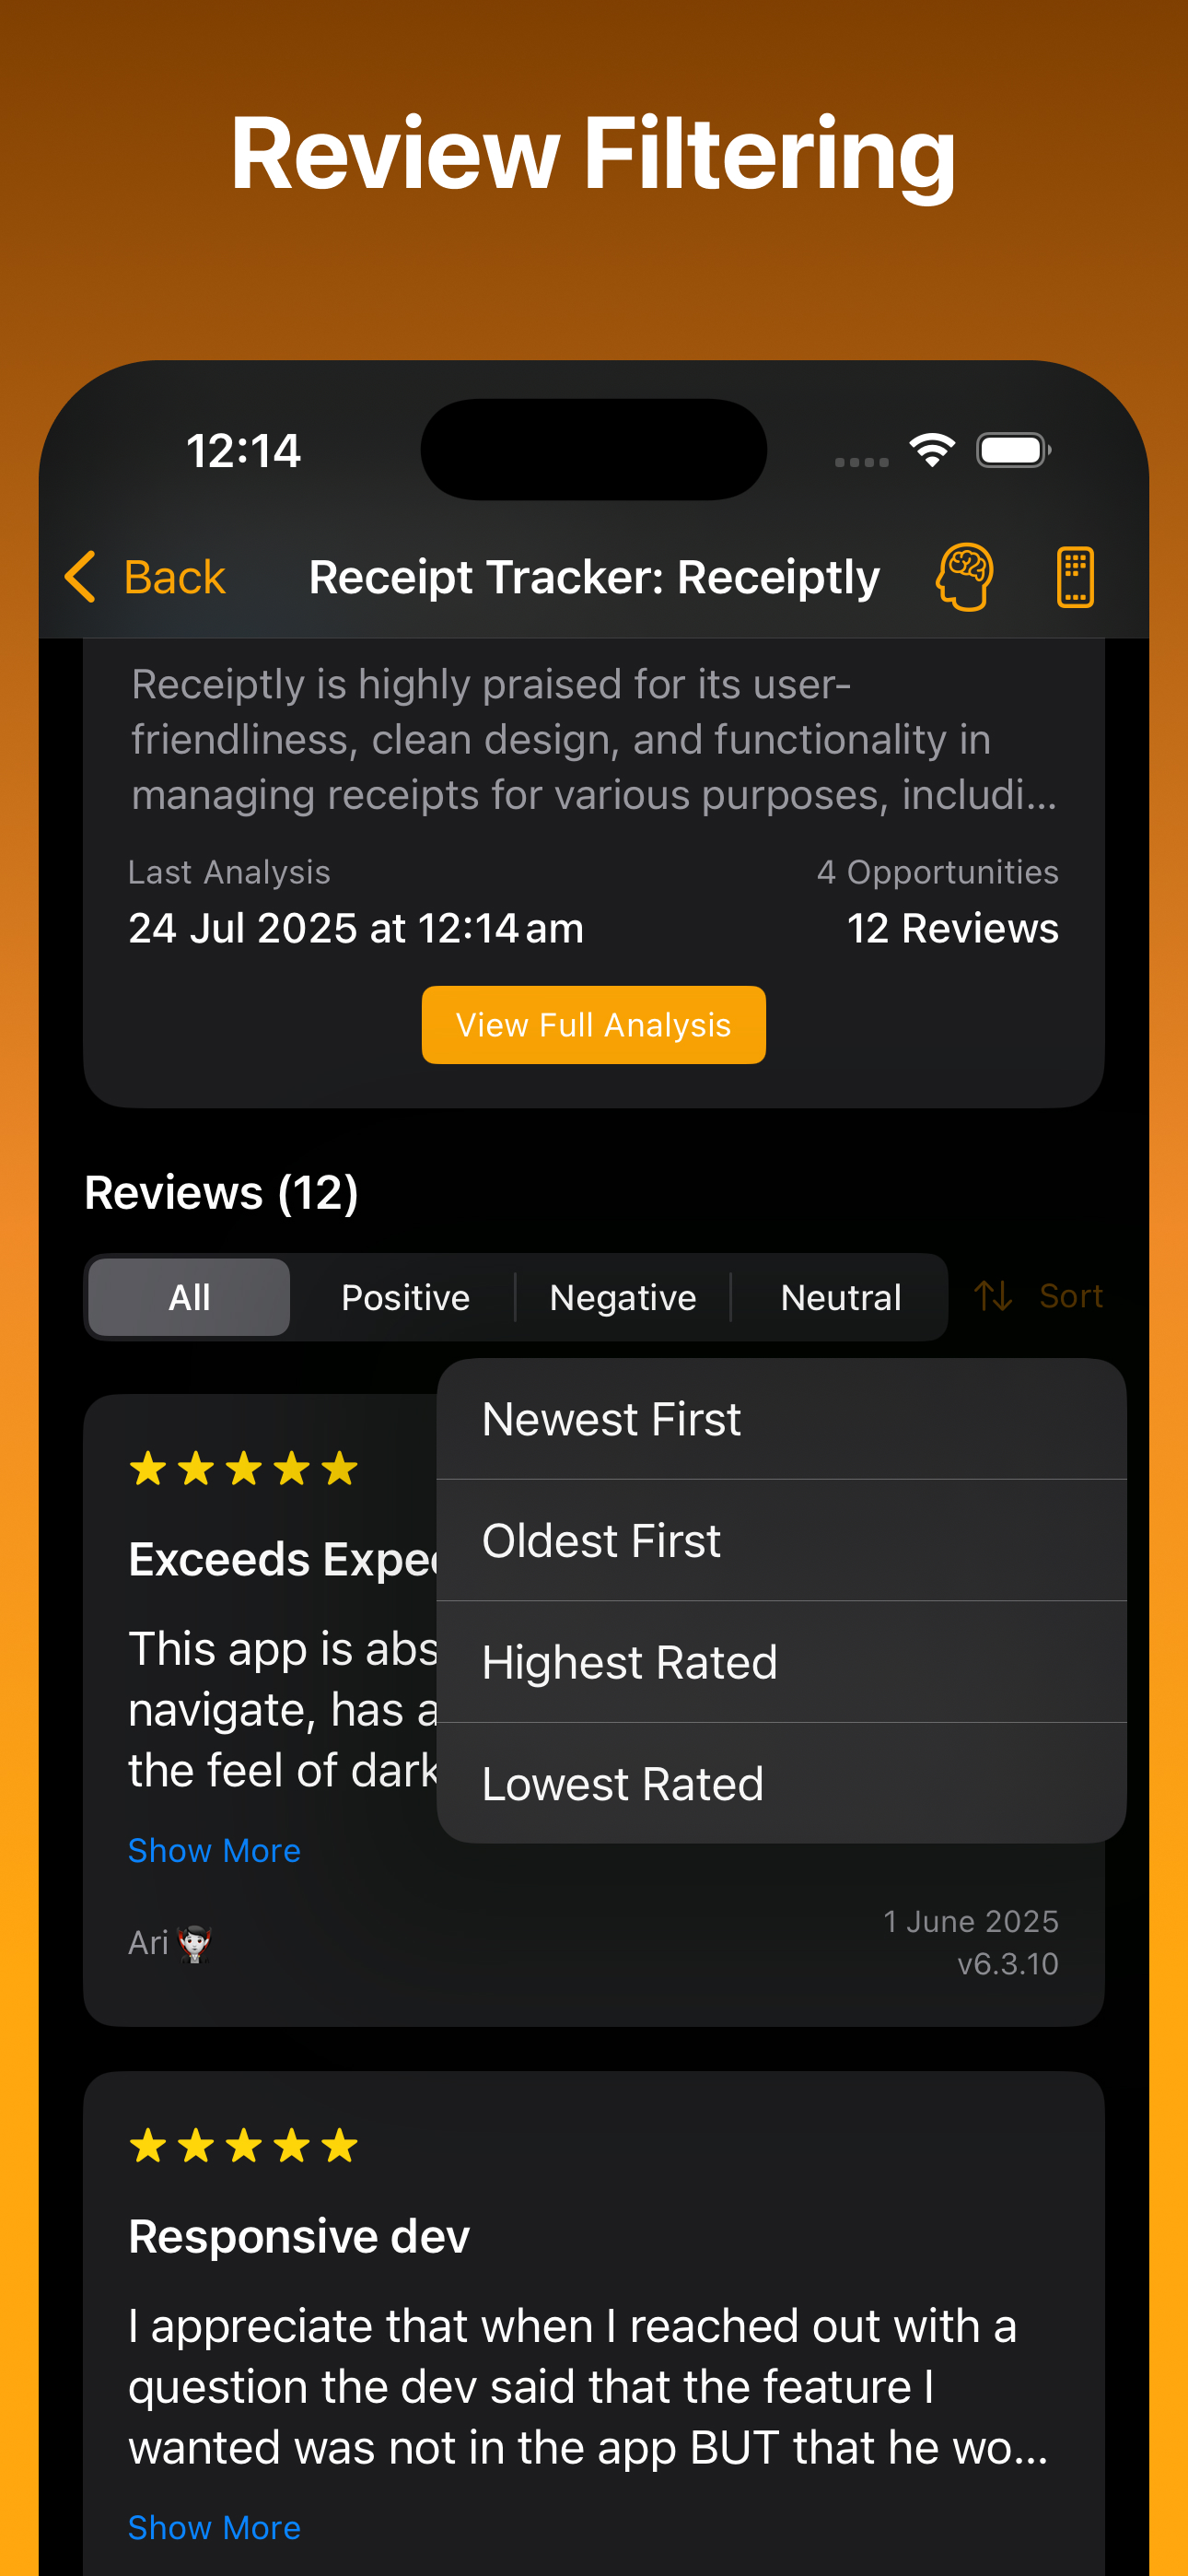 Review Filtering
12:14
Back
Receipt Tracker: Receiptly
Receiptly is highly praised for its user-
friendliness, clean design, and functionality in
managing receipts for various purposes, includi...
Last Analysis
4 Opportunities
24 Jul 2025 at 12:14 am
12 Reviews
View Full Analysis
Reviews (12)
All
Positive
Negative
Neutral
Sort
Newest First
Oldest First
Highest Rated
Lowest Rated
Exceeds
This app is
navigate, has
the feel of dark
Show More
Ari
1 June 2025
v6.3.10
Responsive dev
I appreciate that when I reached out with a
question the dev said that the feature I
wanted was not in the app BUT that he wo...
Show More